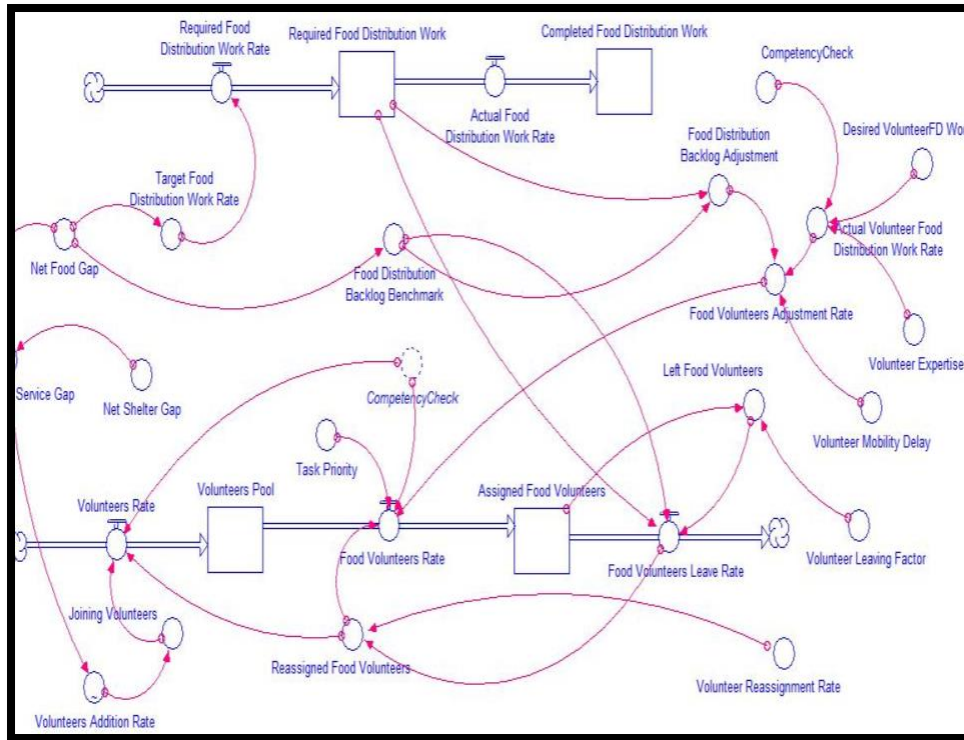 Required Food
Distribution Work Rate
Required Food Distribution Work
Completed Food Distribution Work
CompetencyCheck
Actual Food
Distribution Work Rate
Food Distribution
Backlog Adjustment
Desired VolunteerFD Wo
Target Food
Distribution Work Rate
Net Food Gap
Food Distribution
Backlog Benchmark
Actual Volunteer Food
Distribution Work Rate
Food Volunteers Adjustment Rate
Volunteer Expertise
Service Gap
Net Shelter Gap
CompetencyCheck
Left Food Volunteers
Volunteer Mobility Delay
Task Priority
Volunteers Rate
Volunteers Pool
Assigned Food Volunteers
Food Volunteers Rate
Food Volunteers Leave Rate
Volunteer Leaving Factor
Joining Volunteers
Reassigned Food Volunteers
Volunteer Reassignment Rate
Volunteers Addition Rate